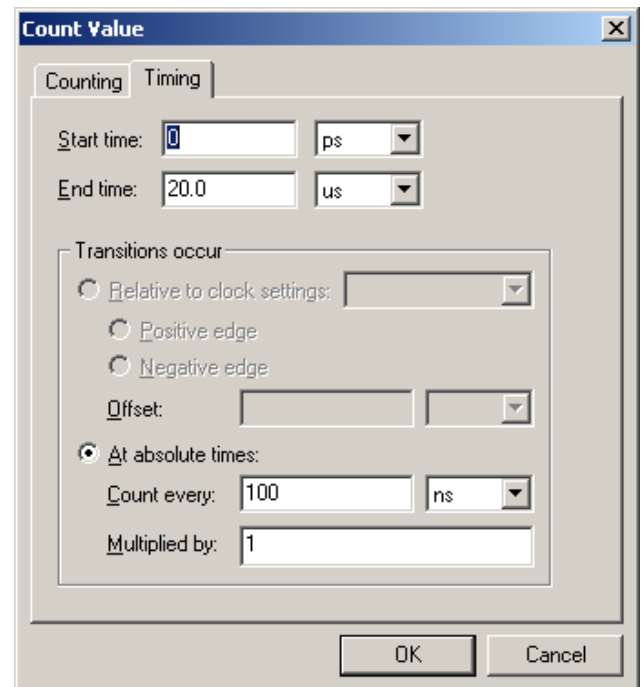 Count Value
Counting Timing
Start time: 0 ps
End time: 20.0 us
Transitions occur
Relative to clock settings:
Positive edge
Negative edge
Offset:
At absolute times:
Count every: 100 ns
Multiplied by: 1
OK Cancel